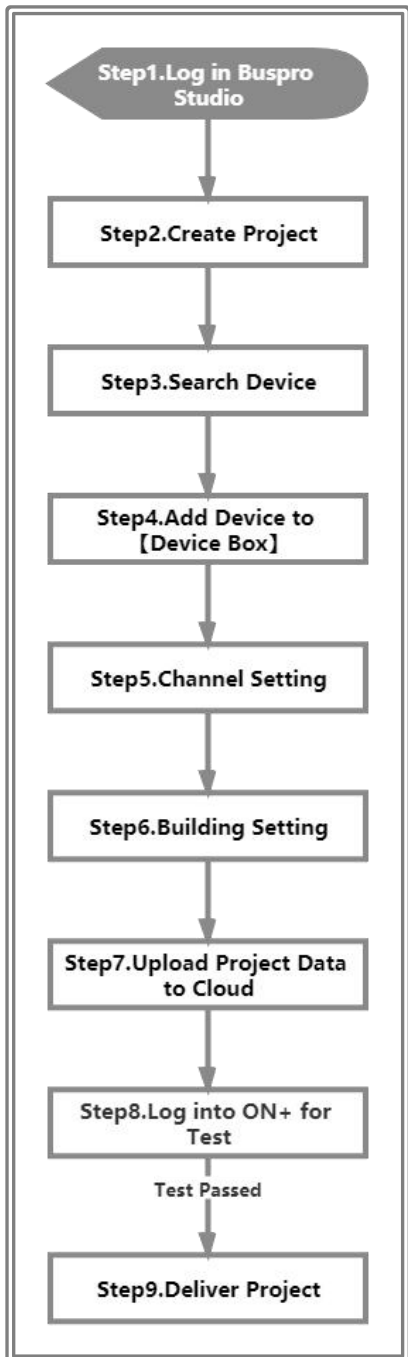 Step1.Log in Buspro
Studio
Step2.Create Project
Step3.Search Device
Step4.Add Device to
【Device Box】
Step5.Channel Setting
Step6.Building Setting
Step7.Upload Project Data
to Cloud
Step8.Log into ON+ for
Test
Test Passed
Step9.Deliver Project